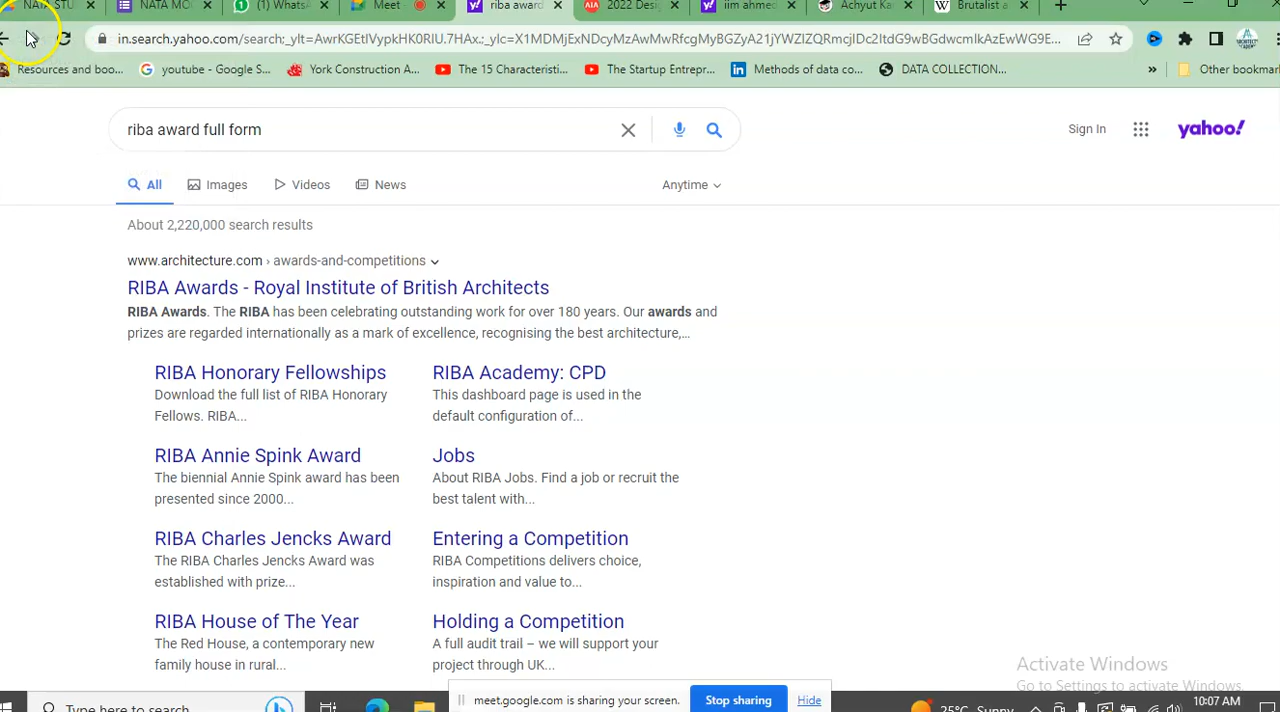 NATA STU
NATA MOC
(1) WhatsA
Meet
riba award
2022 Desig
iim ahmed
Achyut Ka
Brutalist a
in.search.yahoo.com/search;_ylt=AwrKGEtIVypkHK0RIU.7HAx.;_ylc=X1MDMjExNDcyMzAwMwRfcgMyBGZyA21jYWZlZQRmcjIDc2ItdG9wBGdwcmlkAzEwWG9E...
Resources and boo...
youtube - Google S...
York Construction A...
The 15 Characteristi...
The Startup Entrepr...
Methods of data co...
DATA COLLECTION...
»
Other bookmar
riba award full form
Sign In
yahoo!
All
Images
Videos
News
Anytime
About 2,220,000 search results
www.architecture.com › awards-and-competitions
RIBA Awards - Royal Institute of British Architects
RIBA Awards. The RIBA has been celebrating outstanding work for over 180 years. Our awards and
prizes are regarded internationally as a mark of excellence, recognising the best architecture,...
RIBA Honorary Fellowships
Download the full list of RIBA Honorary
Fellows. RIBA...
RIBA Academy: CPD
This dashboard page is used in the
default configuration of...
RIBA Annie Spink Award
The biennial Annie Spink award has been
presented since 2000...
Jobs
About RIBA Jobs. Find a job or recruit the
best talent with...
RIBA Charles Jencks Award
The RIBA Charles Jencks Award was
established with prize...
Entering a Competition
RIBA Competitions delivers choice,
inspiration and value to...
RIBA House of The Year
The Red House, a contemporary new
family house in rural...
Holding a Competition
A full audit trail – we will support your
project through UK...
Activate Windows
Go to Settings to activate Windows.
meet.google.com is sharing your screen.
Stop sharing
Hide
Type here to search
25°C Sunny
10:07 AM